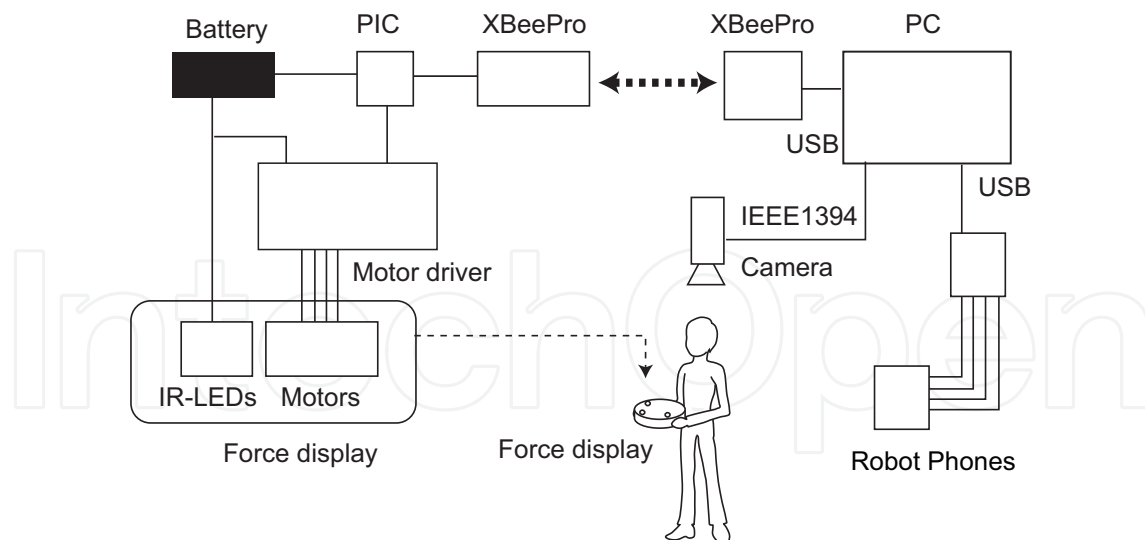 Battery
PIC
XBeePro
XBeePro
PC
USB
USB
IEEE1394
Motor driver
Camera
IR-LEDs
Motors
Force display
Force display
Robot Phones
IntechOpen